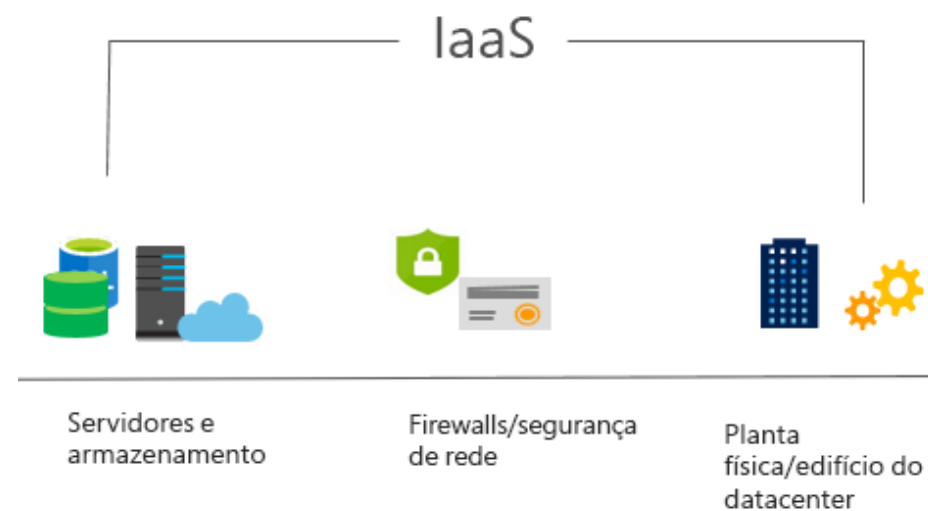 IaaS
Servidores e
armazenamento
Firewalls/segurança
de rede
Planta
física/edifício do
datacenter